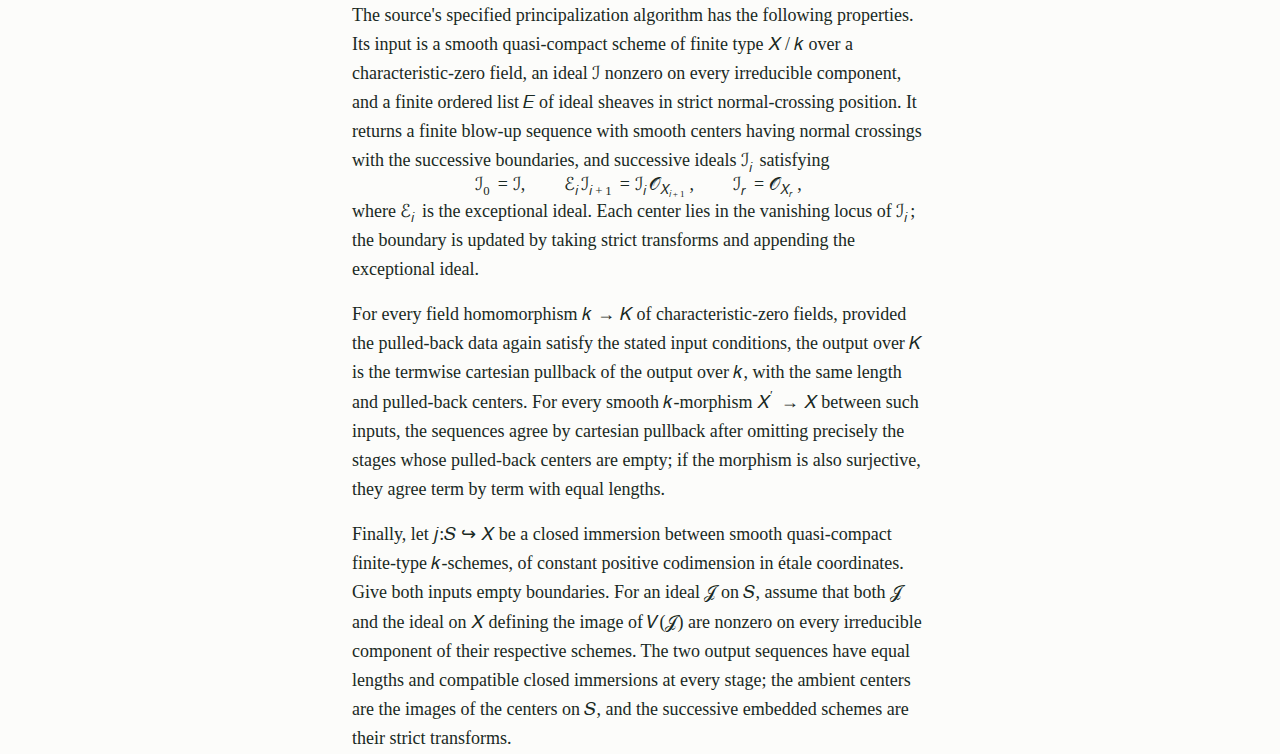 The source's specified principalization algorithm has the following properties.
Its input is a smooth quasi-compact scheme of finite type X / k over a
characteristic-zero field, an ideal ℐ nonzero on every irreducible component,
and a finite ordered list E of ideal sheaves in strict normal-crossing position. It
returns a finite blow-up sequence with smooth centers having normal crossings
with the successive boundaries, and successive ideals ℐ_i satisfying
ℐ_0 = ℐ, ℰ_i ℐ_{i+1} = ℐ_i 𝒪_{X_{i+1}}, ℐ_r = 𝒪_{X_r},
where ℰ_i is the exceptional ideal. Each center lies in the vanishing locus of ℐ_i;
the boundary is updated by taking strict transforms and appending the
exceptional ideal.
For every field homomorphism k → K of characteristic-zero fields, provided
the pulled-back data again satisfy the stated input conditions, the output over K
is the termwise cartesian pullback of the output over k, with the same length
and pulled-back centers. For every smooth k-morphism X′ → X between such
inputs, the sequences agree by cartesian pullback after omitting precisely the
stages whose pulled-back centers are empty; if the morphism is also surjective,
they agree term by term with equal lengths.
Finally, let j:S ↪ X be a closed immersion between smooth quasi-compact
finite-type k-schemes, of constant positive codimension in étale coordinates.
Give both inputs empty boundaries. For an ideal 𝒥 on S, assume that both 𝒥
and the ideal on X defining the image of V(𝒥) are nonzero on every irreducible
component of their respective schemes. The two output sequences have equal
lengths and compatible closed immersions at every stage; the ambient centers
are the images of the centers on S, and the successive embedded schemes are
their strict transforms.